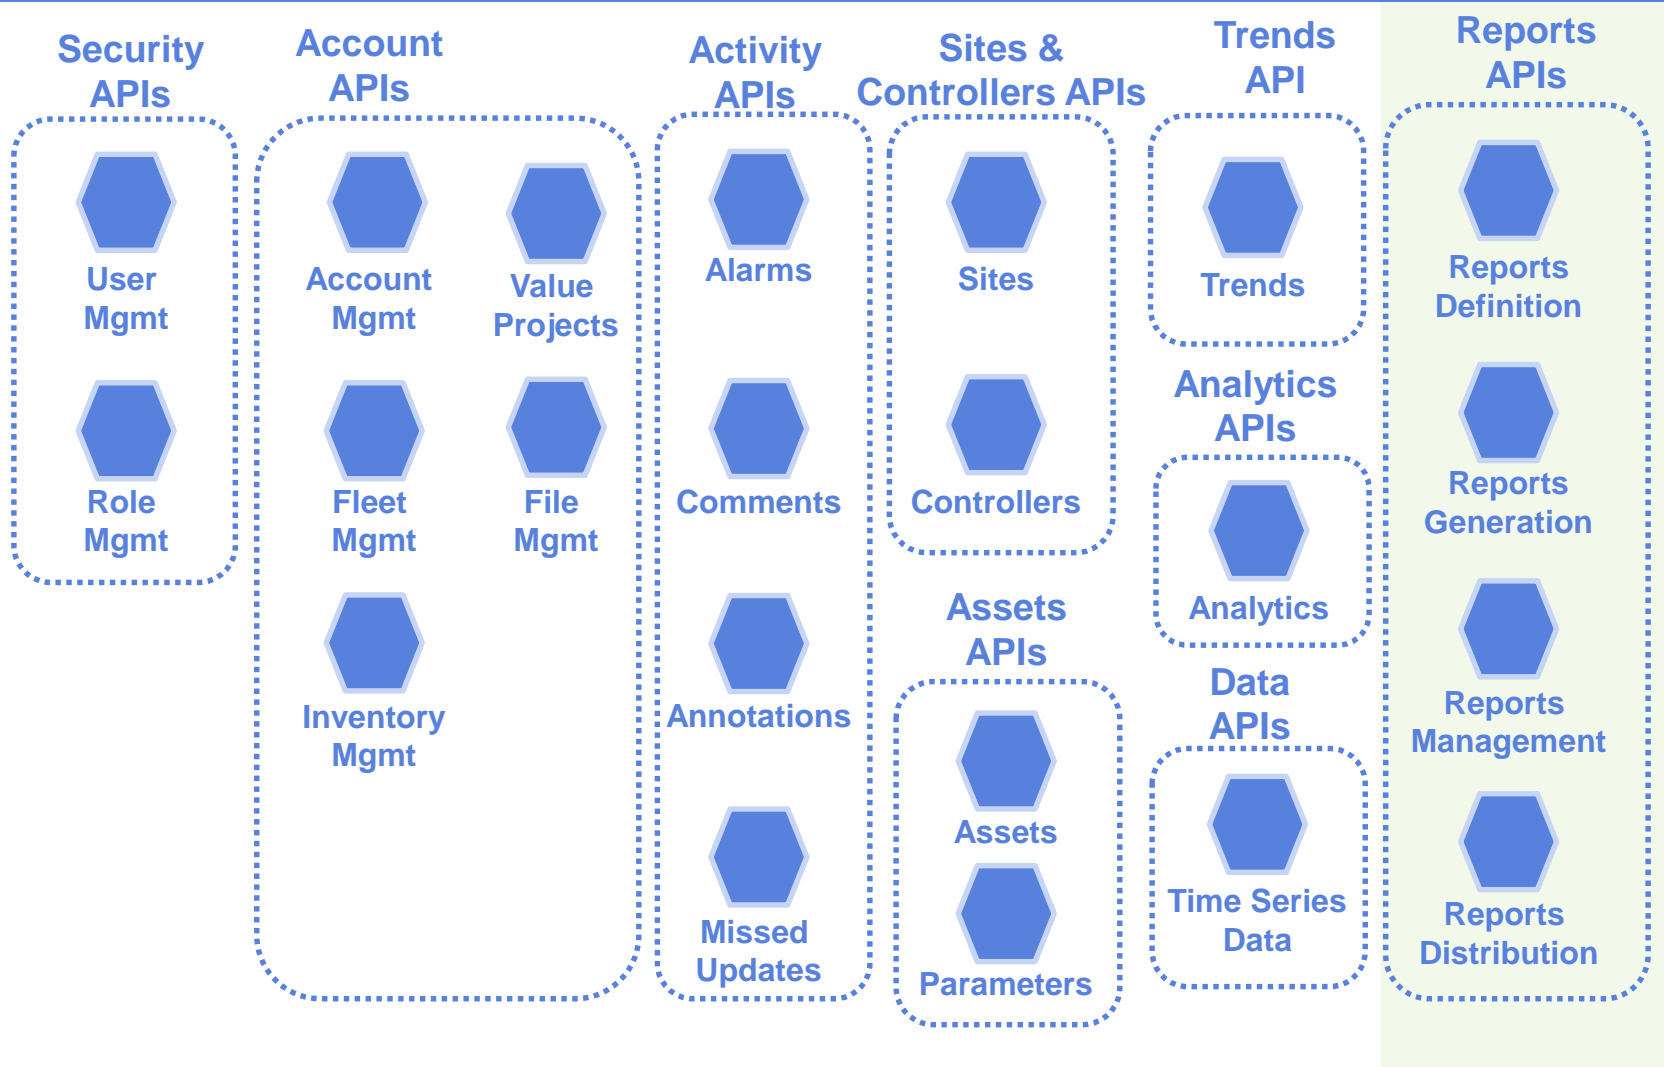 Security
APIs
User
Mgmt
Role
Mgmt
Account
APIs
Account
Mgmt
Value
Projects
Fleet
Mgmt
File
Mgmt
Inventory
Mgmt
Activity
APIs
Alarms
Comments
Annotations
Missed
Updates
Sites &
Controllers APIs
Sites
Controllers
Assets
APIs
Assets
Parameters
Trends
API
Trends
Analytics
APIs
Analytics
Data
APIs
Time Series
Data
Reports
APIs
Reports
Definition
Reports
Generation
Reports
Management
Reports
Distribution